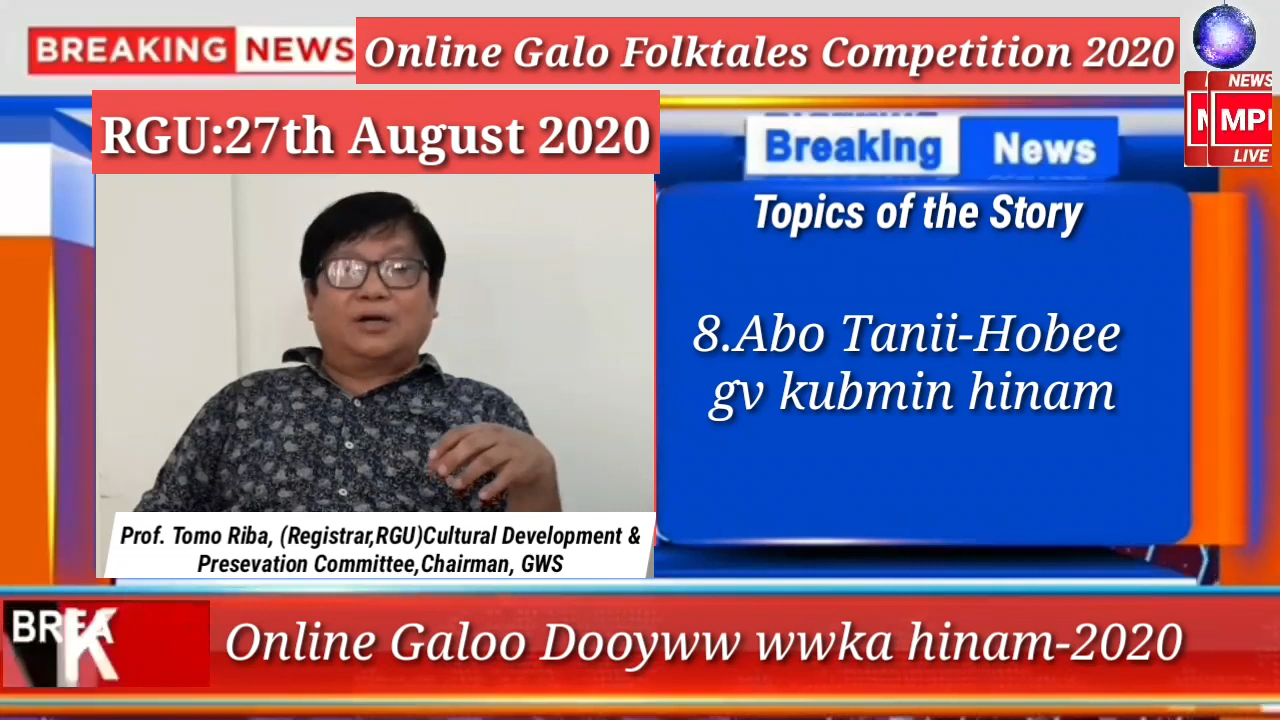 BREAKING NEWS
Online Galo Folktales Competition 2020
NEWS
MPI
LIVE
RGU:27th August 2020
Breaking News
Topics of the Story
8.Abo Tanii-Hobee
gv kubmin hinam
Prof. Tomo Riba, (Registrar,RGU)Cultural Development &
Presevation Committee,Chairman, GWS
K
Online Galoo Dooyww wwka hinam-2020